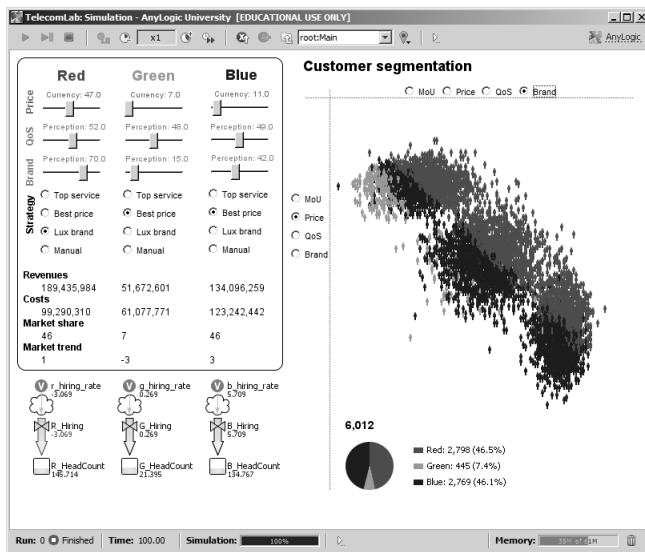 TelecomLab: Simulation - AnyLogic University [EDUCATIONAL USE ONLY]
x1 root:Main AnyLogic
Customer segmentation
MoU Price QoS Brand
Red Green Blue
Price
Currency: 47.0 Currency: 7.0 Currency: 11.0
QoS
Perception: 52.0 Perception: 48.0 Perception: 49.0
Brand
Perception: 70.0 Perception: 15.0 Perception: 42.0
Strategy
Top service Top service Top service
Best price Best price Best price
Lux brand Lux brand Lux brand
Manual Manual Manual
MoU
Price
QoS
Brand
Revenues
189,435,984 51,672,601 134,096,259
Costs
99,290,310 61,077,771 123,242,442
Market share
46 7 46
Market trend
1 -3 3
V r_hiring_rate V g_hiring_rate V b_hiring_rate
-3.069 0.269 5.709
R_Hiring G_Hiring B_Hiring
-3.069 0.269 5.709
R_HeadCount G_HeadCount B_HeadCount
145.714 21.395 134.767
6,012
Red: 2,798 (46.5%)
Green: 445 (7.4%)
Blue: 2,769 (46.1%)
Run: 0 Finished Time: 100.00 Simulation: 100% Memory: 35M of 61M